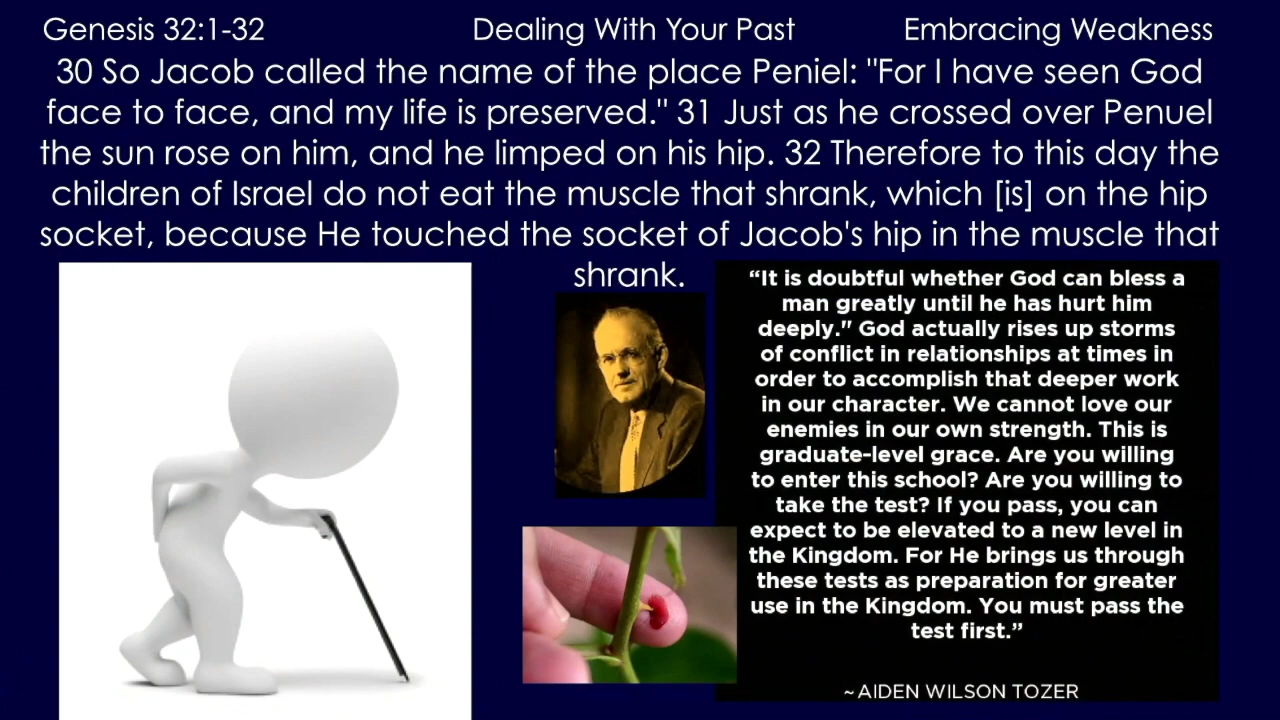 Genesis 32:1-32 Dealing With Your Past Embracing Weakness
30 So Jacob called the name of the place Peniel: "For I have seen God
face to face, and my life is preserved." 31 Just as he crossed over Penuel
the sun rose on him, and he limped on his hip. 32 Therefore to this day the
children of Israel do not eat the muscle that shrank, which [is] on the hip
socket, because He touched the socket of Jacob's hip in the muscle that
shrank.
“It is doubtful whether God can bless a
man greatly until he has hurt him
deeply." God actually rises up storms
of conflict in relationships at times in
order to accomplish that deeper work
in our character. We cannot love our
enemies in our own strength. This is
graduate-level grace. Are you willing
to enter this school? Are you willing to
take the test? If you pass, you can
expect to be elevated to a new level in
the Kingdom. For He brings us through
these tests as preparation for greater
use in the Kingdom. You must pass the
test first.”
~ AIDEN WILSON TOZER